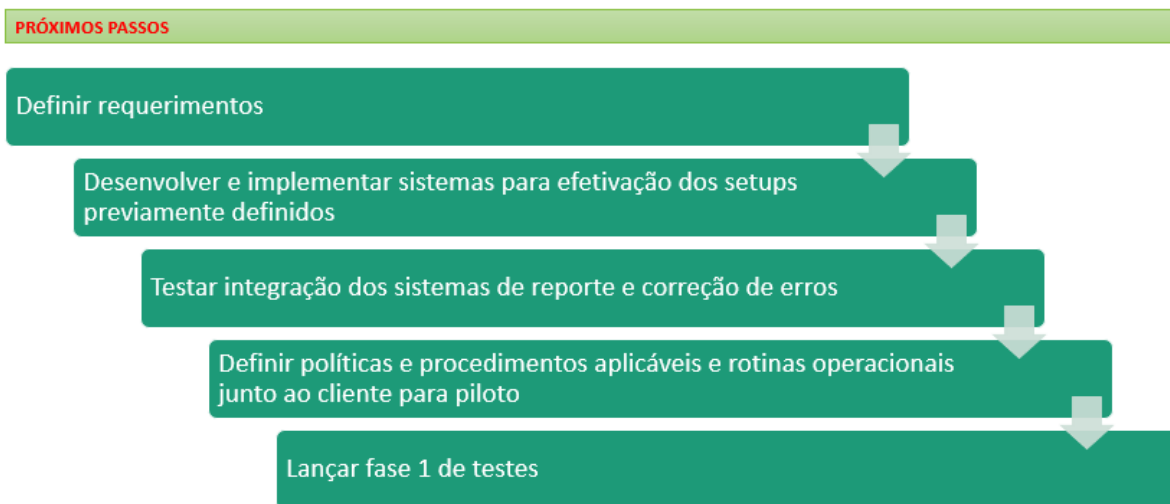 PRÓXIMOS PASSOS
Definir requerimentos
Desenvolver e implementar sistemas para efetivação dos setups
previamente definidos
Testar integração dos sistemas de reporte e correção de erros
Definir políticas e procedimentos aplicáveis e rotinas operacionais
junto ao cliente para piloto
Lançar fase 1 de testes